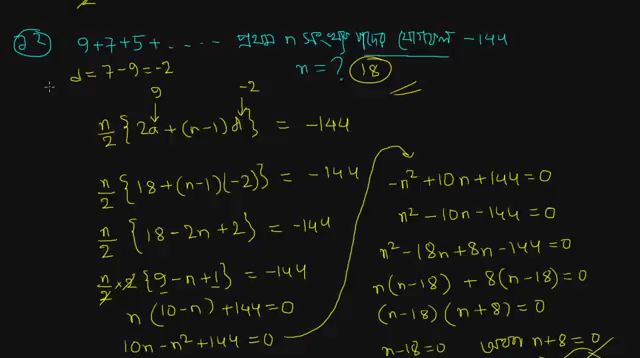 ১২ 9+7+5+...... প্রথম n সংখ্যক পদের যোগফল -144
d = 7-9 = -2
n = ? 18
9 -2
n/2 {2a + (n-1) d} = -144
n/2 {18 + (n-1)(-2)} = -144
n/2 {18 - 2n + 2} = -144
n/2 × 2 {9 - n + 1} = -144
n (10-n) + 144 = 0
10n - n² + 144 = 0
-n² + 10n + 144 = 0
n² - 10n - 144 = 0
n² - 18n + 8n - 144 = 0
n(n-18) + 8(n-18) = 0
(n-18) (n+8) = 0
n-18=0 অথবা n+8=0